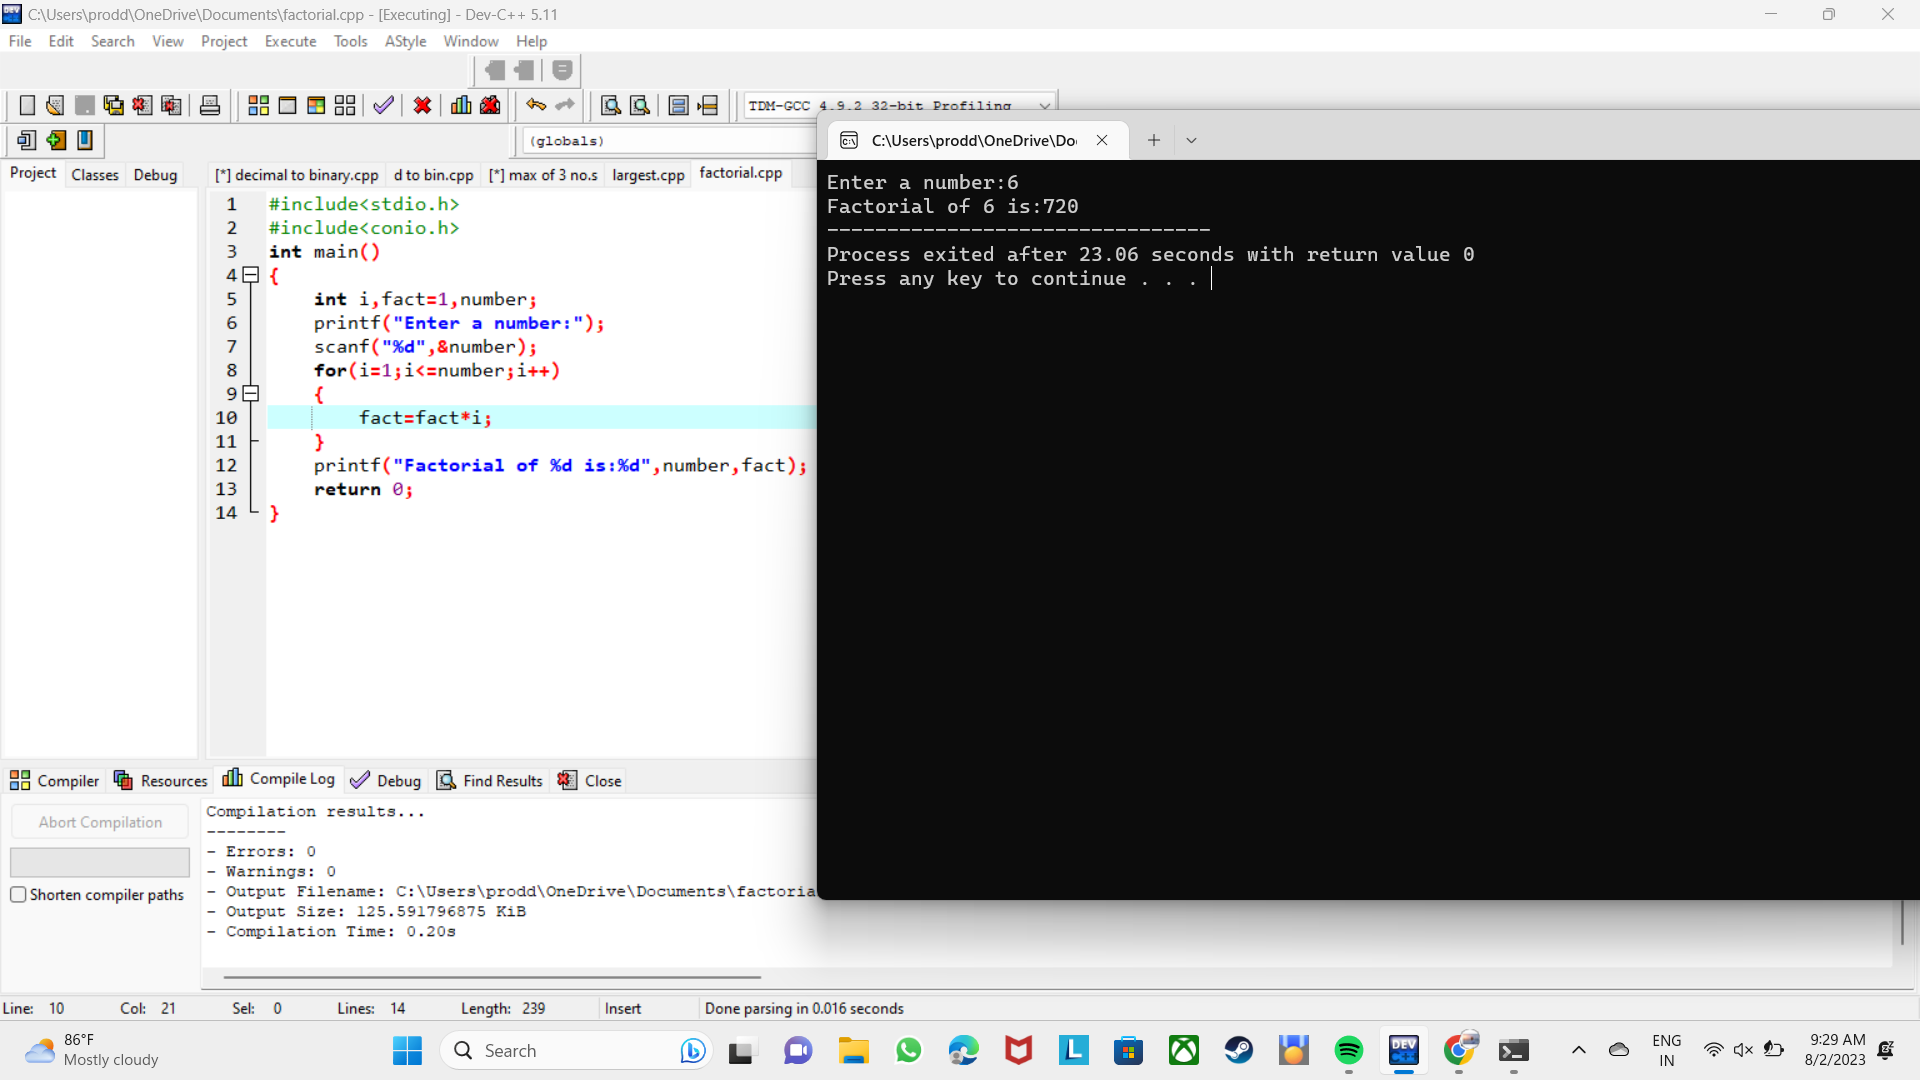 C:\Users\prodd\OneDrive\Documents\factorial.cpp - [Executing] - Dev-C++ 5.11
File Edit Search View Project Execute Tools AStyle Window Help
TDM-GCC 4.9.2 32-bit Profiling
(globals)
C:\Users\prodd\OneDrive\Do
Project Classes Debug
[*] decimal to binary.cpp d to bin.cpp [*] max of 3 no.s largest.cpp factorial.cpp
1 #include<stdio.h>
2 #include<conio.h>
3 int main()
4 {
5 int i,fact=1,number;
6 printf("Enter a number:");
7 scanf("%d",&number);
8 for(i=1;i<=number;i++)
9 {
10 fact=fact*i;
11 }
12 printf("Factorial of %d is:%d",number,fact);
13 return 0;
14 }
Enter a number:6
Factorial of 6 is:720
--------------------------------
Process exited after 23.06 seconds with return value 0
Press any key to continue . . .
Compiler Resources Compile Log Debug Find Results Close
Abort Compilation
Shorten compiler paths
Compilation results...
--------
- Errors: 0
- Warnings: 0
- Output Filename: C:\Users\prodd\OneDrive\Documents\factoria
- Output Size: 125.591796875 KiB
- Compilation Time: 0.20s
Line: 10 Col: 21 Sel: 0 Lines: 14 Length: 239 Insert Done parsing in 0.016 seconds
86°F
Mostly cloudy
Search
DEV
C++
ENG
IN
9:29 AM
8/2/2023